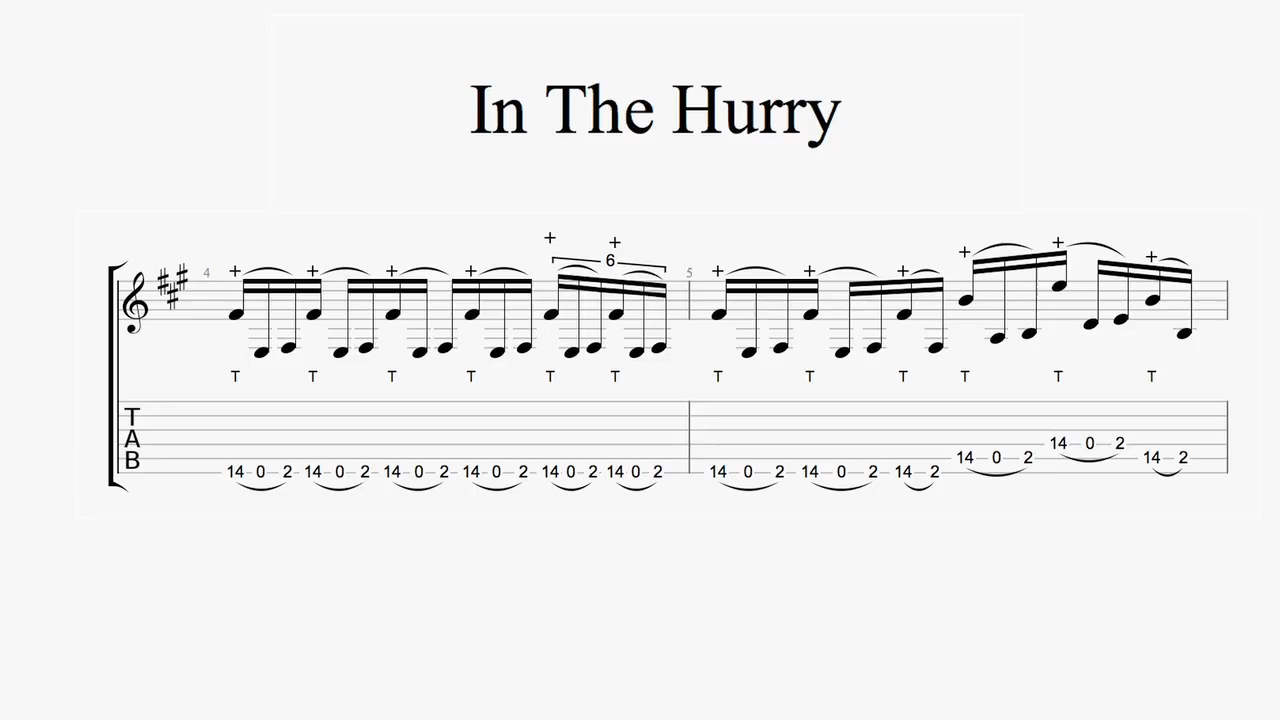 In The Hurry
+ +
+ + + + 6 + + + + + +
4 5
T T T T T T T T T T T T
T
A
B
14 0 2
14 0 2 14 2
14 0 2 14 0 2 14 0 2 14 0 2 14 0 2 14 0 2 14 0 2 14 0 2 14 2